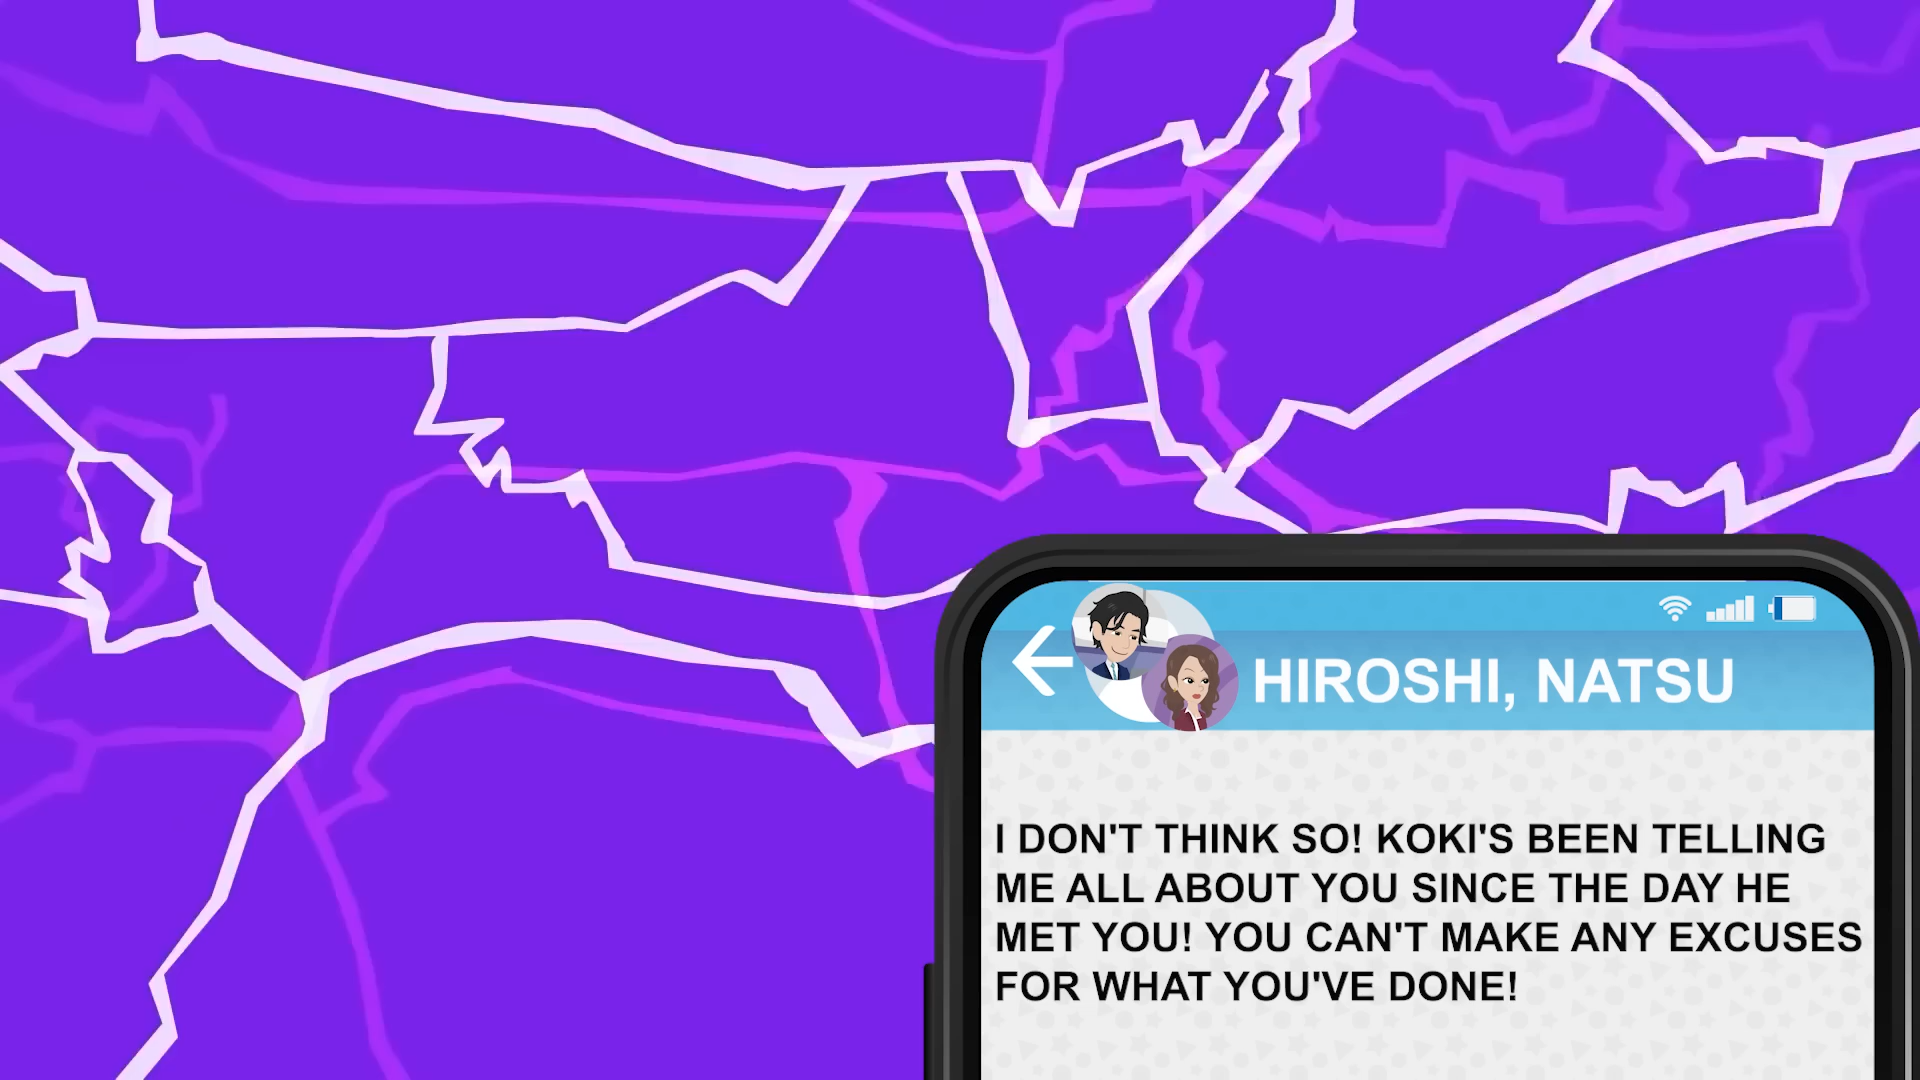 HIROSHI, NATSU
I DON'T THINK SO! KOKI'S BEEN TELLING
ME ALL ABOUT YOU SINCE THE DAY HE
MET YOU! YOU CAN'T MAKE ANY EXCUSES
FOR WHAT YOU'VE DONE!